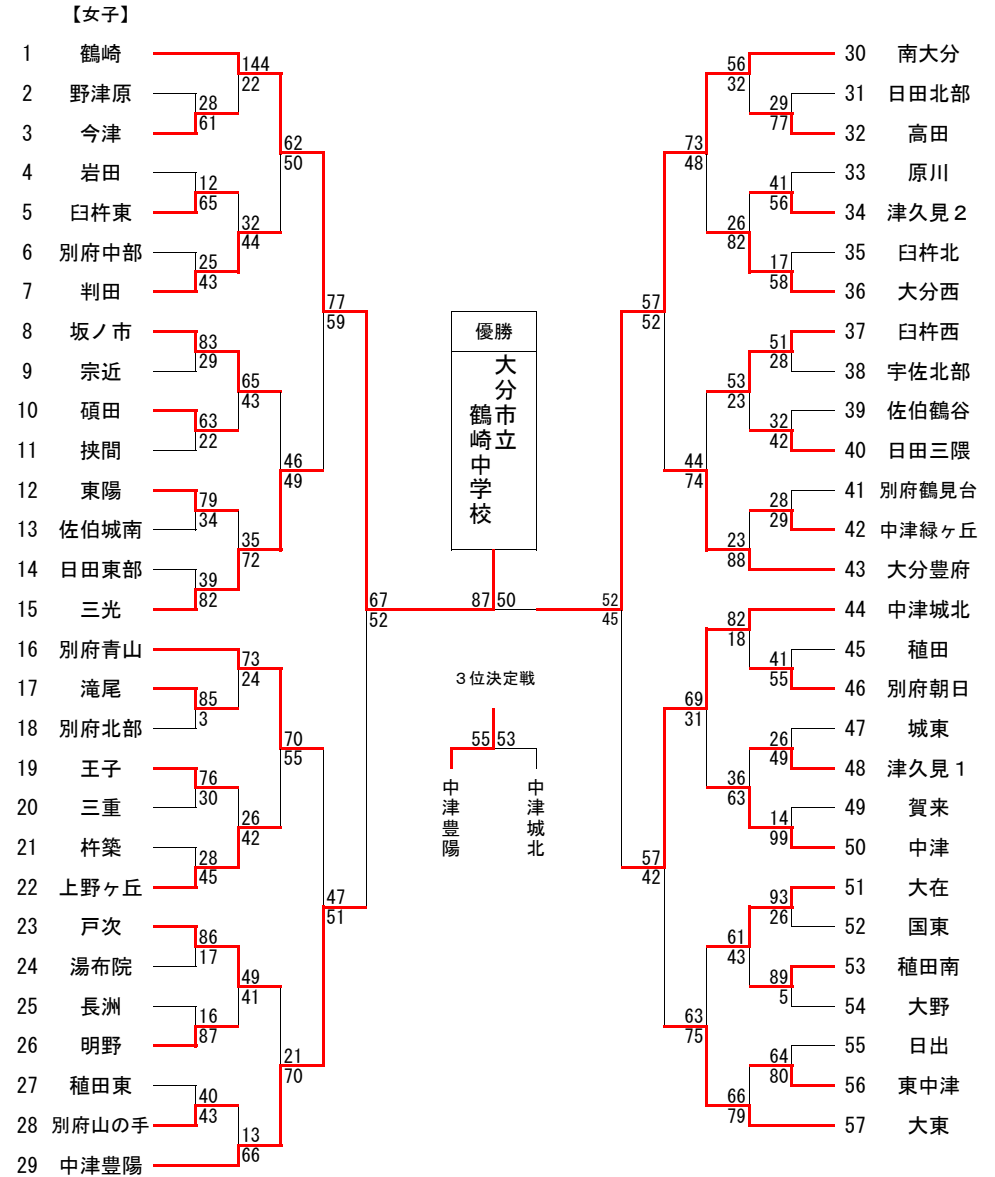 【女子】
1 鶴崎
2 野津原
3 今津
4 岩田
5 臼杵東
6 別府中部
7 判田
8 坂ノ市
9 宗近
10 碩田
11 挾間
12 東陽
13 佐伯城南
14 日田東部
15 三光
16 別府青山
17 滝尾
18 別府北部
19 王子
20 三重
21 杵築
22 上野ヶ丘
23 戸次
24 湯布院
25 長洲
26 明野
27 稙田東
28 別府山の手
29 中津豊陽
144
22
28
61
62
50
12
65
32
44
25
43
77
59
83
29
65
43
63
22
46
49
79
34
35
72
39
82
67
52
73
24
85
3
70
55
76
30
26
42
28
45
47
51
86
17
49
41
16
87
21
70
40
43
13
66
優勝
大分市立
鶴崎中学校
87 50
３位決定戦
55 53
中津豊陽
中津城北
56
32
29
77
73
48
41
56
26
82
17
58
57
52
51
28
53
23
32
42
44
74
28
29
23
88
52
45
82
18
41
55
69
31
26
49
36
63
14
99
57
42
93
26
61
43
89
5
63
75
64
80
66
79
30 南大分
31 日田北部
32 高田
33 原川
34 津久見２
35 臼杵北
36 大分西
37 臼杵西
38 宇佐北部
39 佐伯鶴谷
40 日田三隈
41 別府鶴見台
42 中津緑ヶ丘
43 大分豊府
44 中津城北
45 稙田
46 別府朝日
47 城東
48 津久見１
49 賀来
50 中津
51 大在
52 国東
53 稙田南
54 大野
55 日出
56 東中津
57 大東